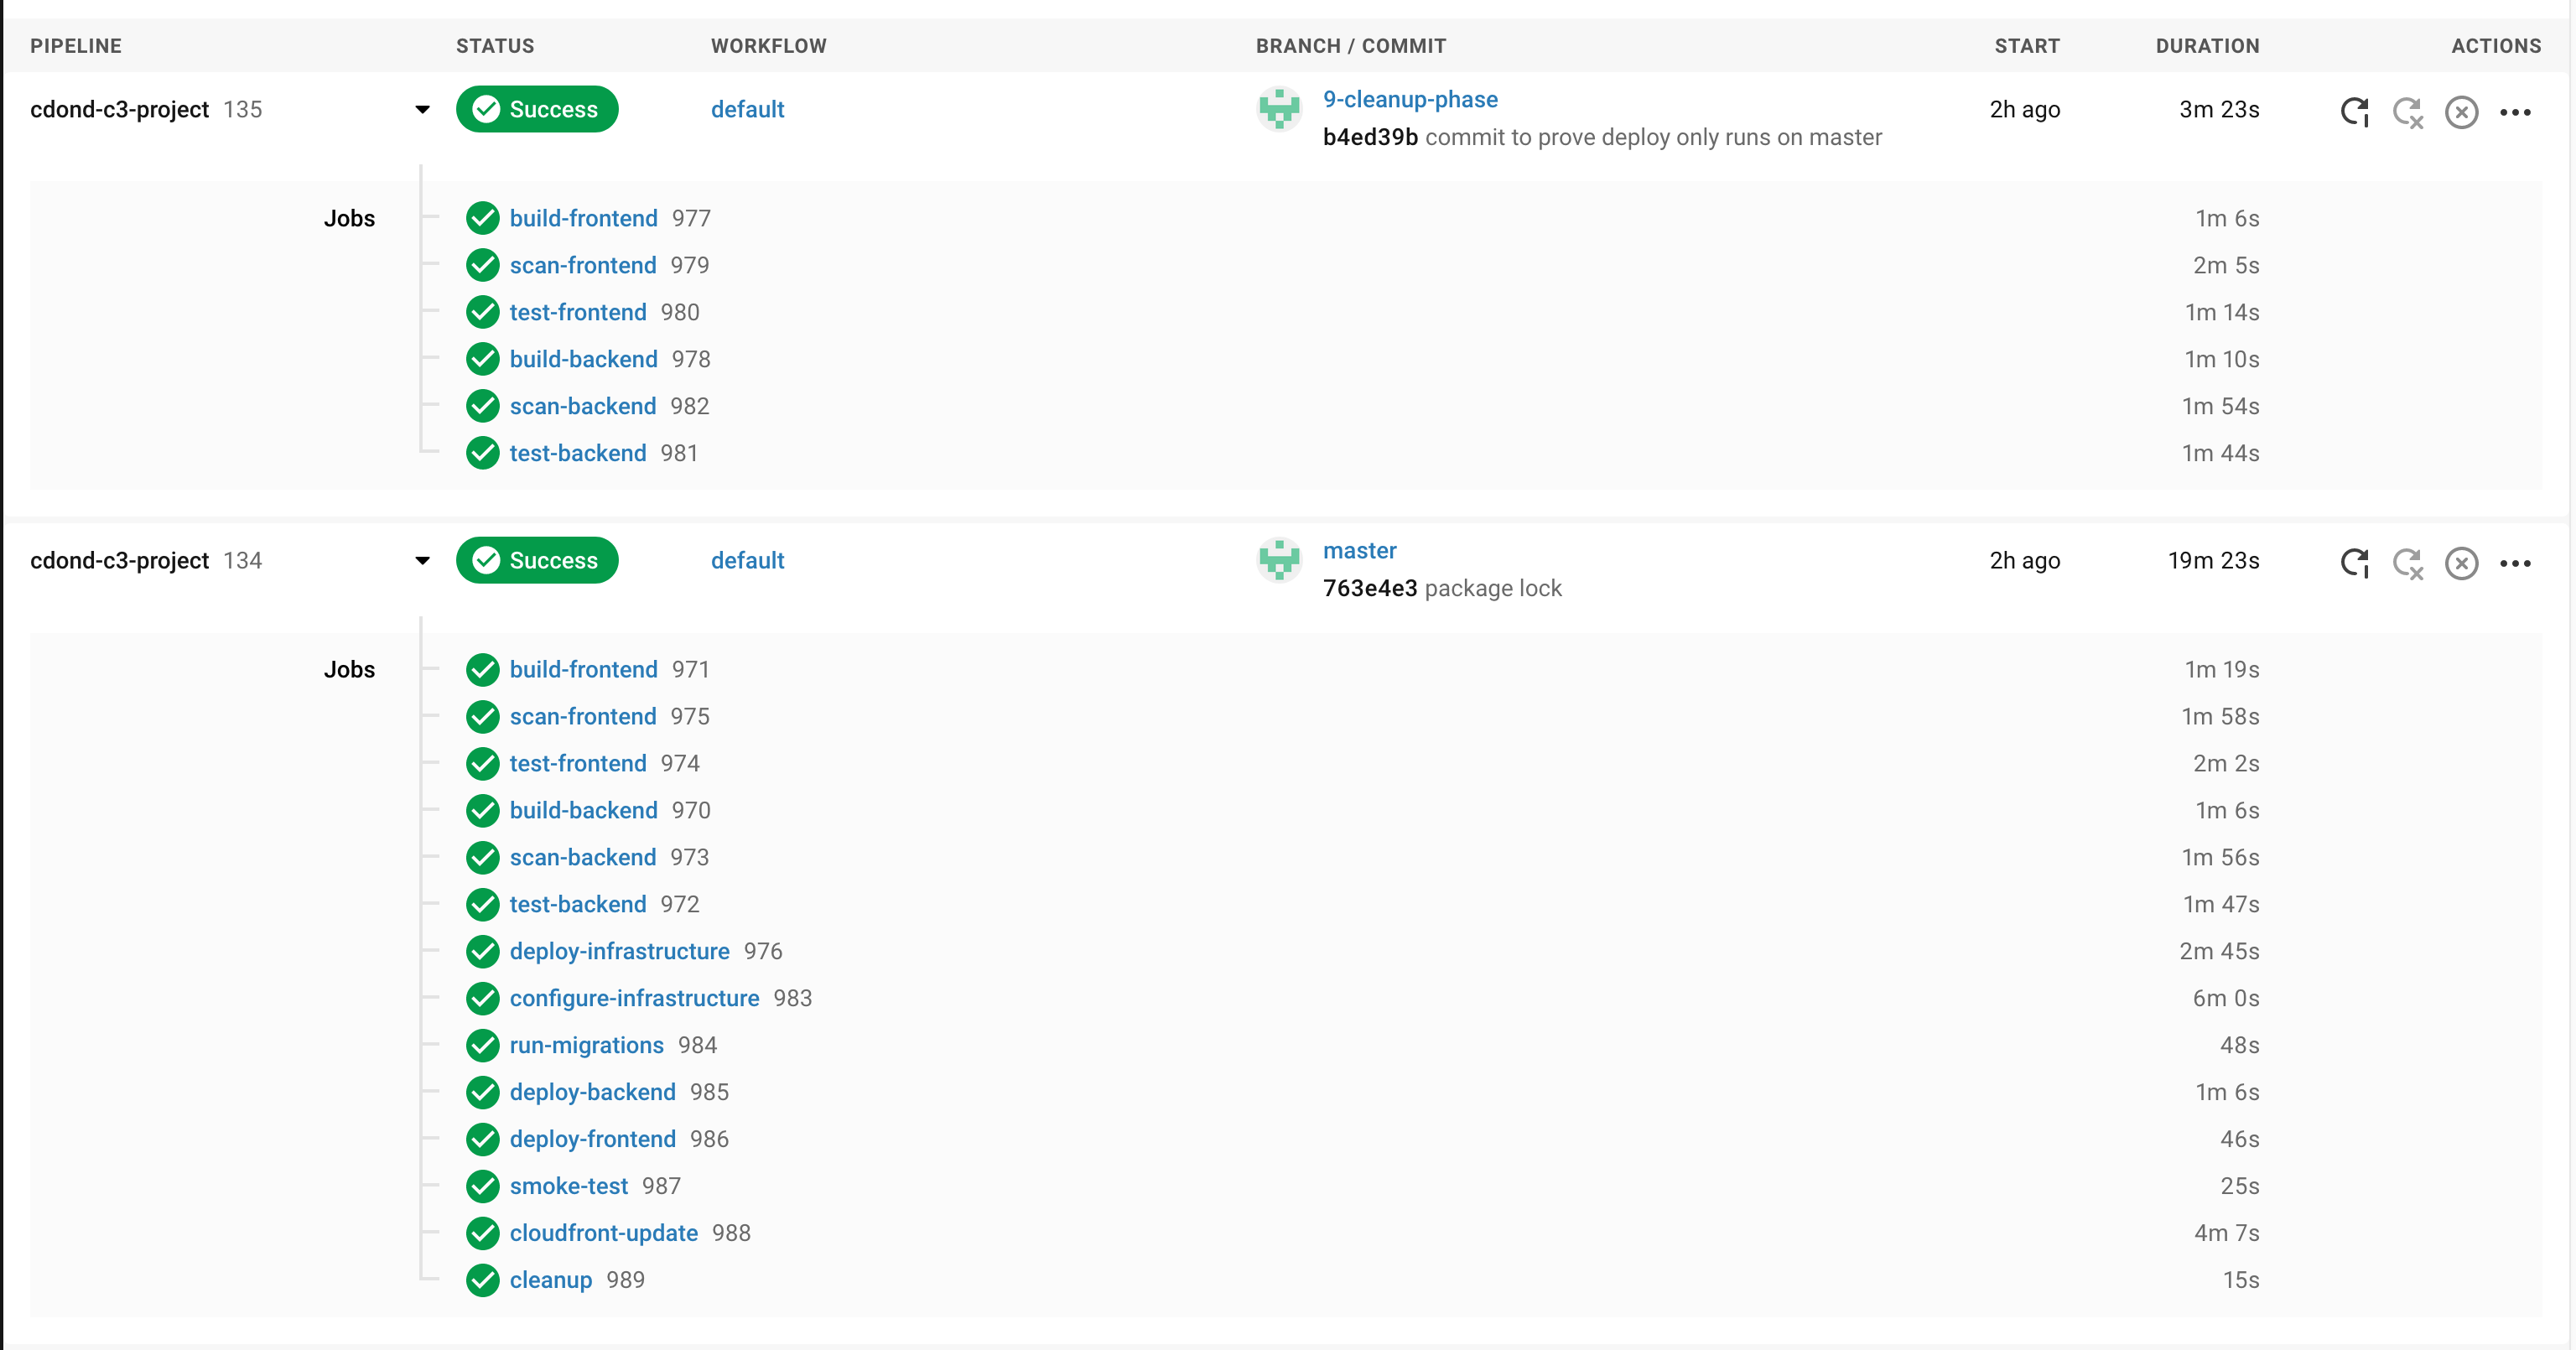 PIPELINE STATUS WORKFLOW BRANCH / COMMIT START DURATION ACTIONS
cdond-c3-project 135 Success default 9-cleanup-phase 2h ago 3m 23s
b4ed39b commit to prove deploy only runs on master
Jobs build-frontend 977 1m 6s
scan-frontend 979 2m 5s
test-frontend 980 1m 14s
build-backend 978 1m 10s
scan-backend 982 1m 54s
test-backend 981 1m 44s
cdond-c3-project 134 Success default master 2h ago 19m 23s
763e4e3 package lock
Jobs build-frontend 971 1m 19s
scan-frontend 975 1m 58s
test-frontend 974 2m 2s
build-backend 970 1m 6s
scan-backend 973 1m 56s
test-backend 972 1m 47s
deploy-infrastructure 976 2m 45s
configure-infrastructure 983 6m 0s
run-migrations 984 48s
deploy-backend 985 1m 6s
deploy-frontend 986 46s
smoke-test 987 25s
cloudfront-update 988 4m 7s
cleanup 989 15s